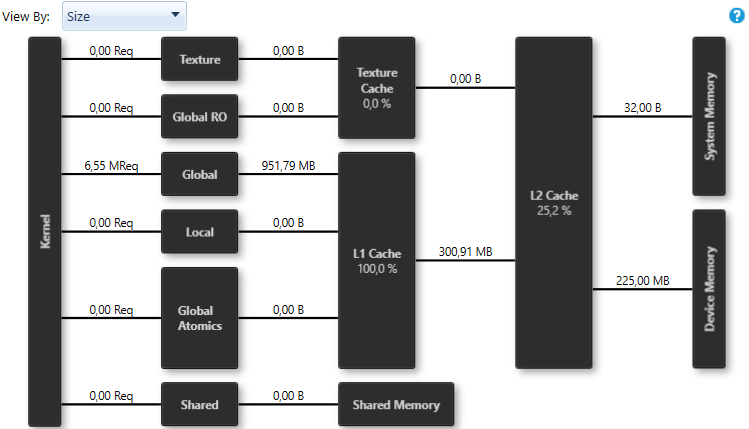 View By: Size
0,00 Req
Texture
0,00 B
Texture
Cache
0,0 %
0,00 B
0,00 Req
Global RO
0,00 B
32,00 B
System Memory
6,55 MReq
Global
951,79 MB
L2 Cache
25,2 %
Kernel
0,00 Req
Local
0,00 B
L1 Cache
100,0 %
300,91 MB
225,00 MB
Device Memory
0,00 Req
Global
Atomics
0,00 B
0,00 Req
Shared
0,00 B
Shared Memory